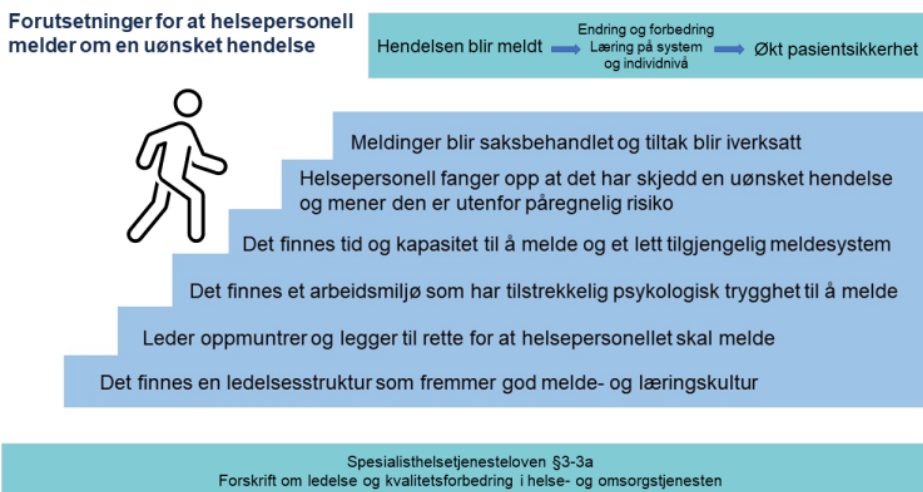 Forutsetninger for at helsepersonell
melder om en uønsket hendelse
Hendelsen blir meldt
Endring og forbedring
Læring på system
og individnivå
Økt pasientsikkerhet
Meldinger blir saksbehandlet og tiltak blir iverksatt
Helsepersonell fanger opp at det har skjedd en uønsket hendelse
og mener den er utenfor påregnelig risiko
Det finnes tid og kapasitet til å melde og et lett tilgjengelig meldesystem
Det finnes et arbeidsmiljø som har tilstrekkelig psykologisk trygghet til å melde
Leder oppmuntrer og legger til rette for at helsepersonellet skal melde
Det finnes en ledelsesstruktur som fremmer god melde- og læringskultur
Spesialisthelsetjenesteloven §3-3a
Forskrift om ledelse og kvalitetsforbedring i helse- og omsorgstjenesten